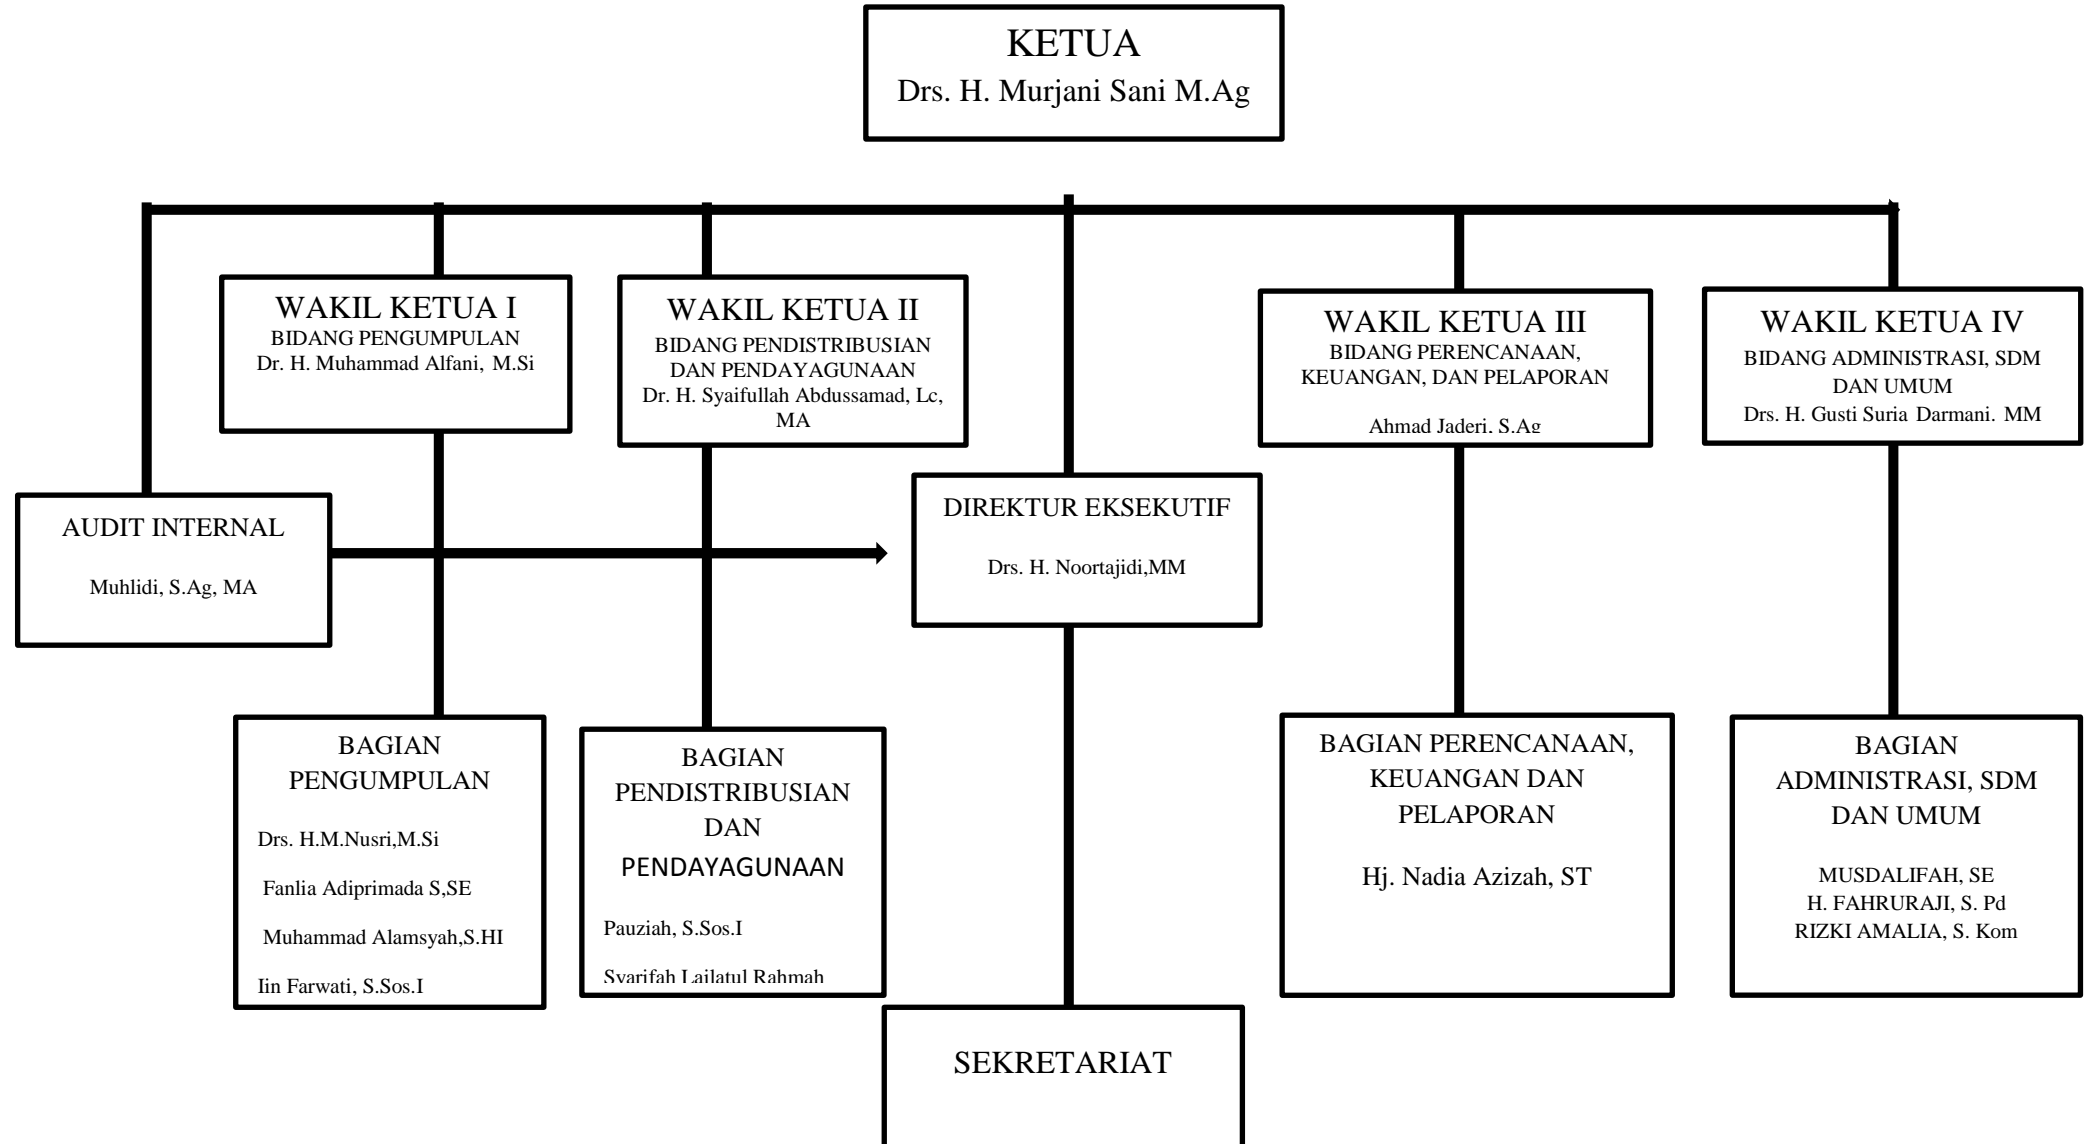 KETUA
Drs. H. Murjani Sani M.Ag
WAKIL KETUA I
BIDANG PENGUMPULAN
Dr. H. Muhammad Alfani, M.Si
WAKIL KETUA II
BIDANG PENDISTRIBUSIAN
DAN PENDAYAGUNAAN
Dr. H. Syaifullah Abdussamad, Lc,
MA
WAKIL KETUA III
BIDANG PERENCANAAN,
KEUANGAN, DAN PELAPORAN
Ahmad Jaderi, S.Ag
WAKIL KETUA IV
BIDANG ADMINISTRASI, SDM
DAN UMUM
Drs. H. Gusti Suria Darmani. MM
AUDIT INTERNAL
Muhlidi, S.Ag, MA
DIREKTUR EKSEKUTIF
Drs. H. Noortajidi,MM
BAGIAN
PENGUMPULAN
Drs. H.M.Nusri,M.Si
Fanlia Adiprimada S,SE
Muhammad Alamsyah,S.HI
Iin Farwati, S.Sos.I
BAGIAN
PENDISTRIBUSIAN
DAN
PENDAYAGUNAAN
Pauziah, S.Sos.I
Syarifah Lailatul Rahmah
BAGIAN PERENCANAAN,
KEUANGAN DAN
PELAPORAN
Hj. Nadia Azizah, ST
BAGIAN
ADMINISTRASI, SDM
DAN UMUM
MUSDALIFAH, SE
H. FAHRURAJI, S. Pd
RIZKI AMALIA, S. Kom
SEKRETARIAT